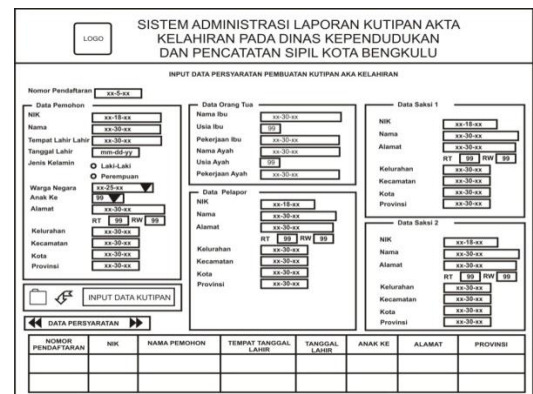 LOGO
SISTEM ADMINISTRASI LAPORAN KUTIPAN AKTA
KELAHIRAN PADA DINAS KEPENDUDUKAN
DAN PENCATATAN SIPIL KOTA BENGKULU
INPUT DATA PERSYARATAN PEMBUATAN KUTIPAN AKA KELAHIRAN
Nomor Pendaftaran xx-5-xx
Data Pemohon
NIK xx-18-xx
Nama xx-30-xx
Tempat Lahir Lahir xx-30-xx
Tanggal Lahir mm-dd-yy
Jenis Kelamin O Laki-Laki
O Perempuan
Warga Negara xx-25-xx
Anak Ke 99
Alamat xx-30-xx
RT 99 RW 99
Kelurahan xx-30-xx
Kecamatan xx-30-xx
Kota xx-30-xx
Provinsi xx-30-xx
INPUT DATA KUTIPAN
DATA PERSYARATAN
Data Orang Tua
Nama Ibu xx-30-xx
Usia Ibu 99
Pekerjaan Ibu xx-30-xx
Nama Ayah xx-30-xx
Usia Ayah 99
Pekerjaan Ayah xx-30-xx
Data Pelapor
NIK xx-18-xx
Nama xx-30-xx
Alamat xx-30-xx
RT 99 RW 99
Kelurahan xx-30-xx
Kecamatan xx-30-xx
Kota xx-30-xx
Provinsi xx-30-xx
Data Saksi 1
NIK xx-18-xx
Nama xx-30-xx
Alamat xx-30-xx
RT 99 RW 99
Kelurahan xx-30-xx
Kecamatan xx-30-xx
Kota xx-30-xx
Provinsi xx-30-xx
Data Saksi 2
NIK xx-18-xx
Nama xx-30-xx
Alamat xx-30-xx
RT 99 RW 99
Kelurahan xx-30-xx
Kecamatan xx-30-xx
Kota xx-30-xx
Provinsi xx-30-xx
NOMOR PENDAFTARAN NIK NAMA PEMOHON TEMPAT TANGGAL LAHIR TANGGAL LAHIR ANAK KE ALAMAT PROVINSI